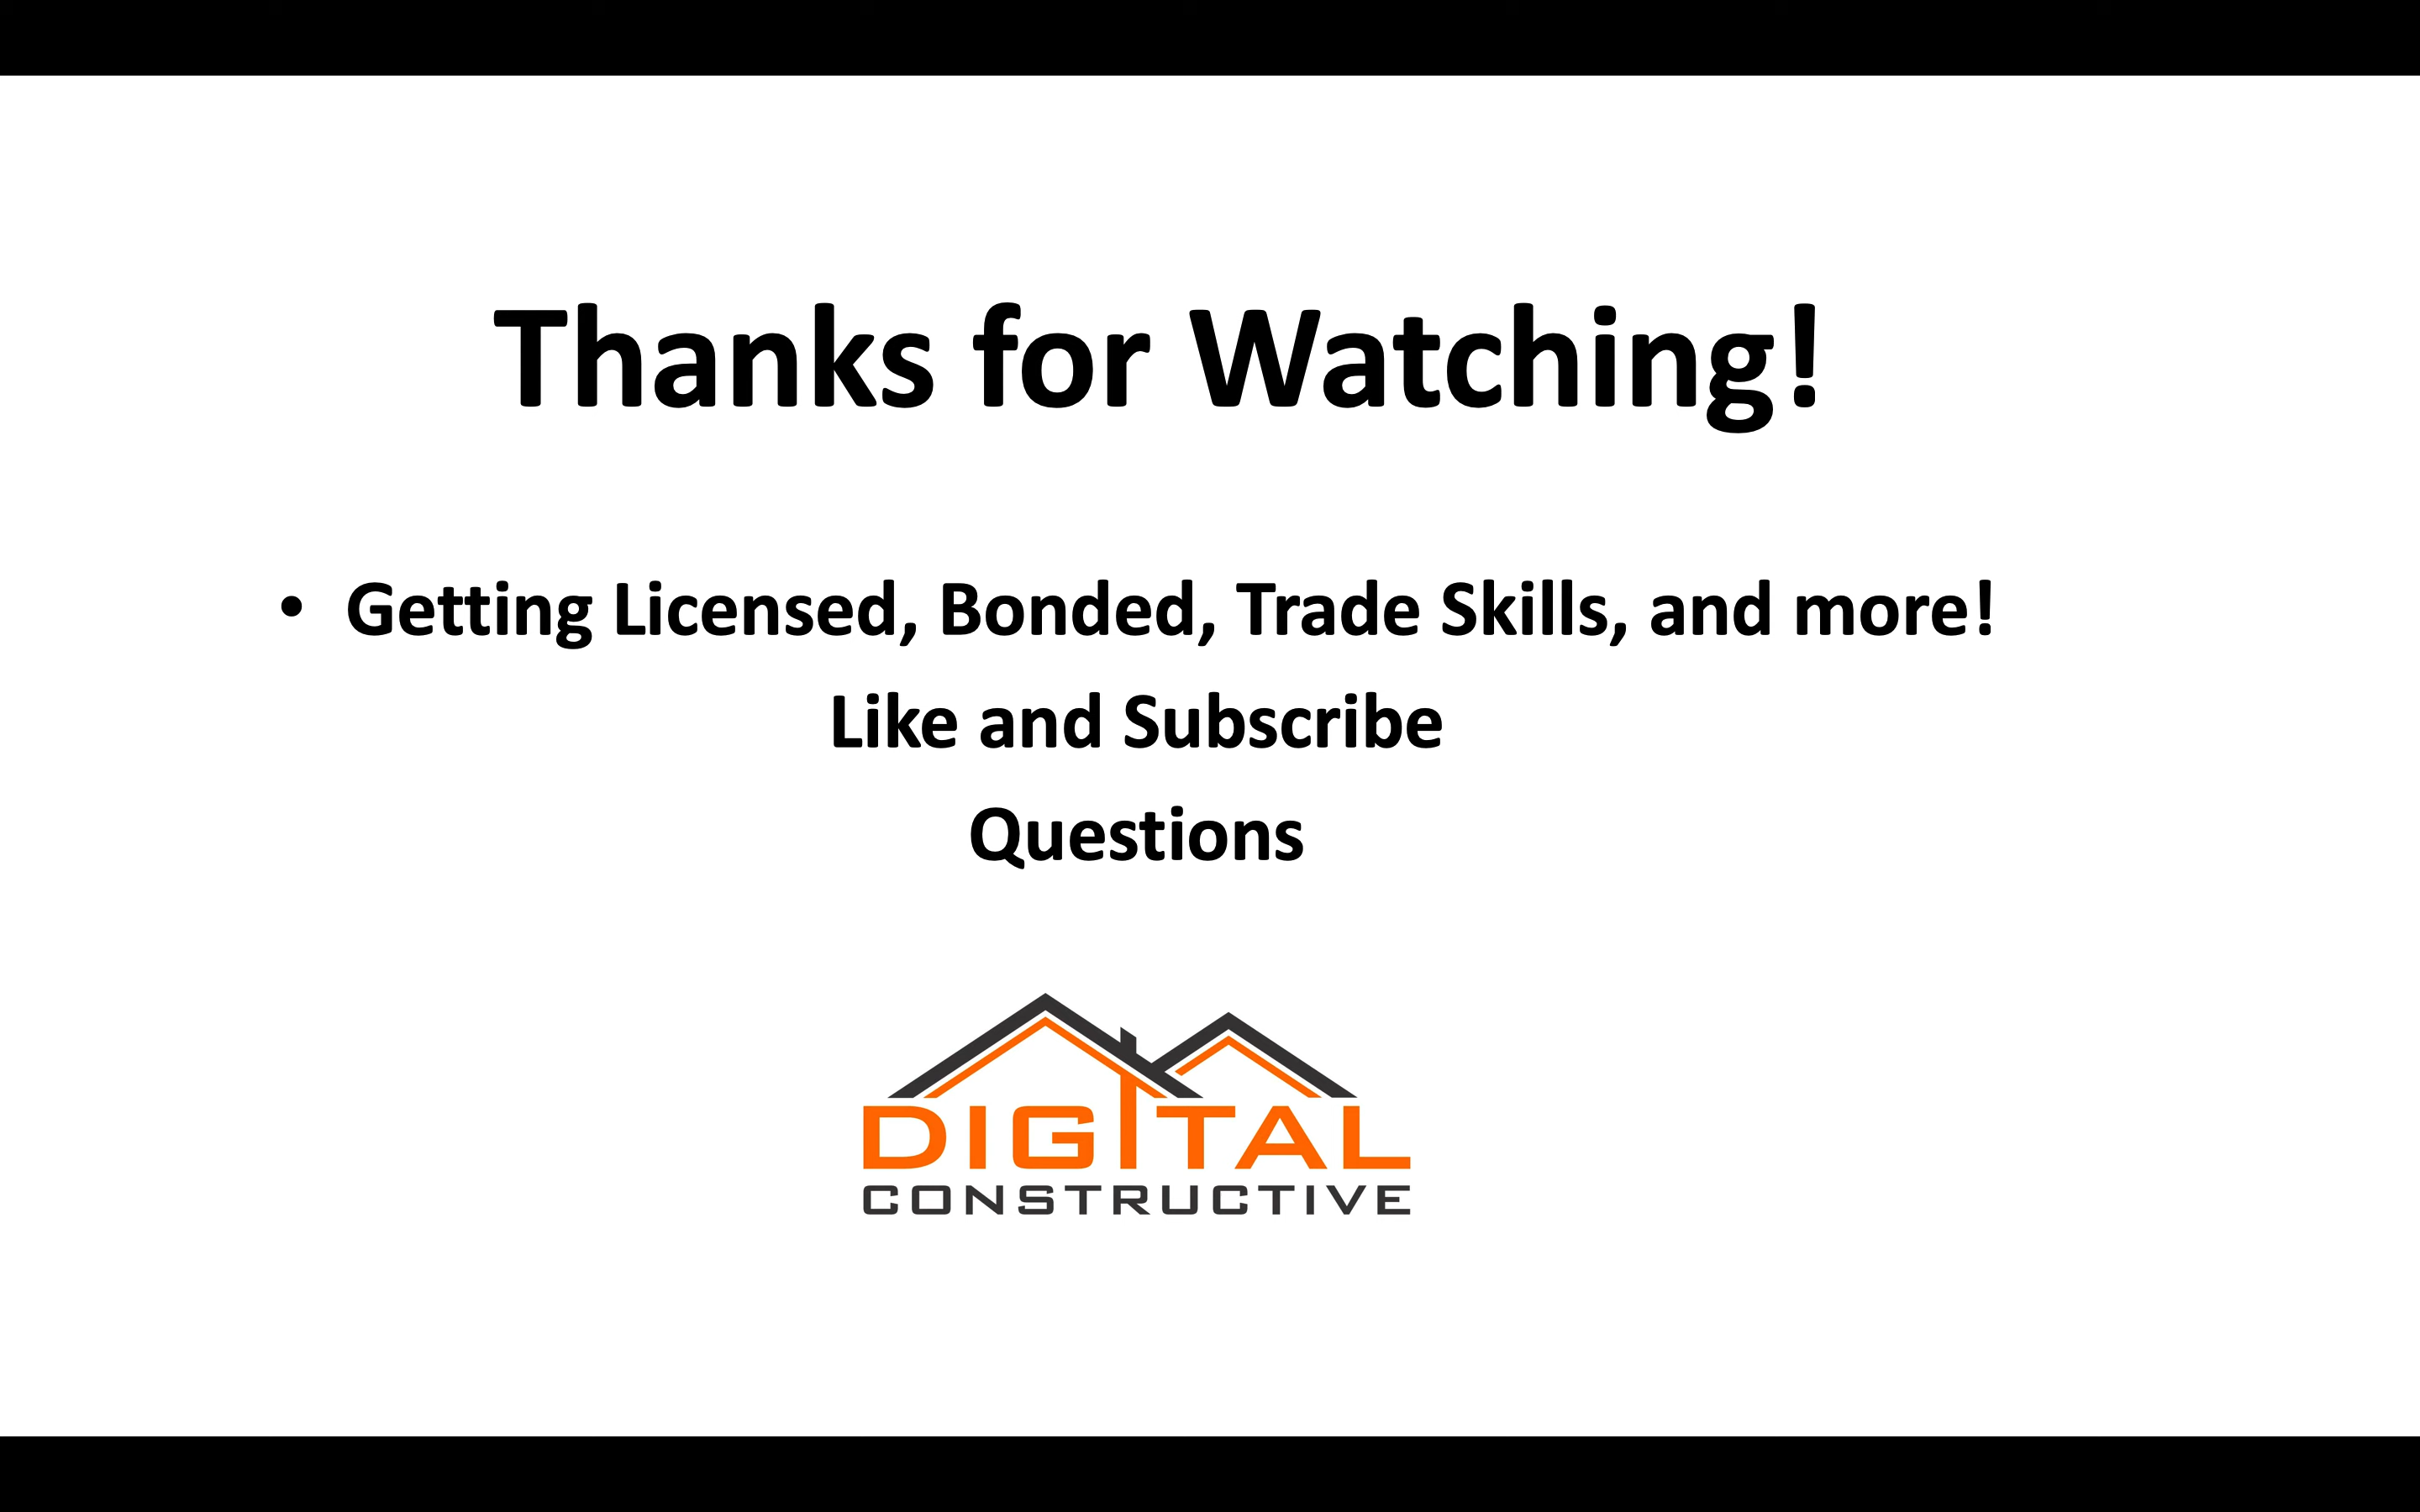 Thanks for Watching!
• Getting Licensed, Bonded, Trade Skills, and more!
Like and Subscribe
Questions
DIGITAL
CONSTRUCTIVE